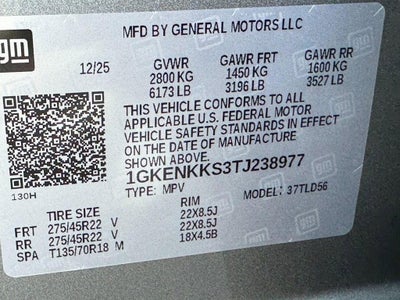 gm
MFD BY GENERAL MOTORS LLC
12/25 GVWR GAWR FRT GAWR RR
2800 KG 1450 KG 1600 KG
6173 LB 3196 LB 3527 LB
THIS VEHICLE CONFORMS TO ALL
APPLICABLE U.S. FEDERAL MOTOR
VEHICLE SAFETY STANDARDS IN EFFECT
ON THE DATE OF MANUFACTURE
SHOWN ABOVE.
1GKENKKS3TJ238977
130H TYPE: MPV MODEL: 37TLD56
TIRE SIZE RIM
FRT 275/45R22 V 22X8.5J
RR 275/45R22 V 22X8.5J
SPA T135/70R18 M 18X4.5B